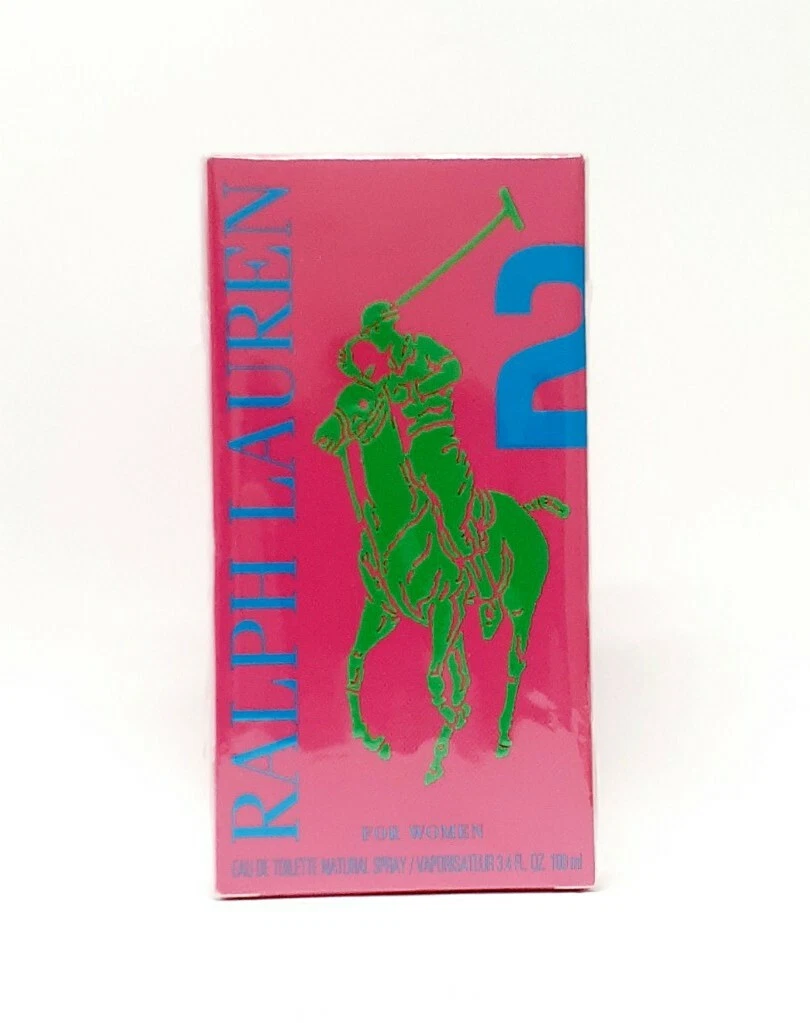 RALPH LAUREN
2
FOR WOMEN
EAU DE TOILETTE NATURAL SPRAY / VAPORISATEUR 3.4 FL. OZ. 100 ml